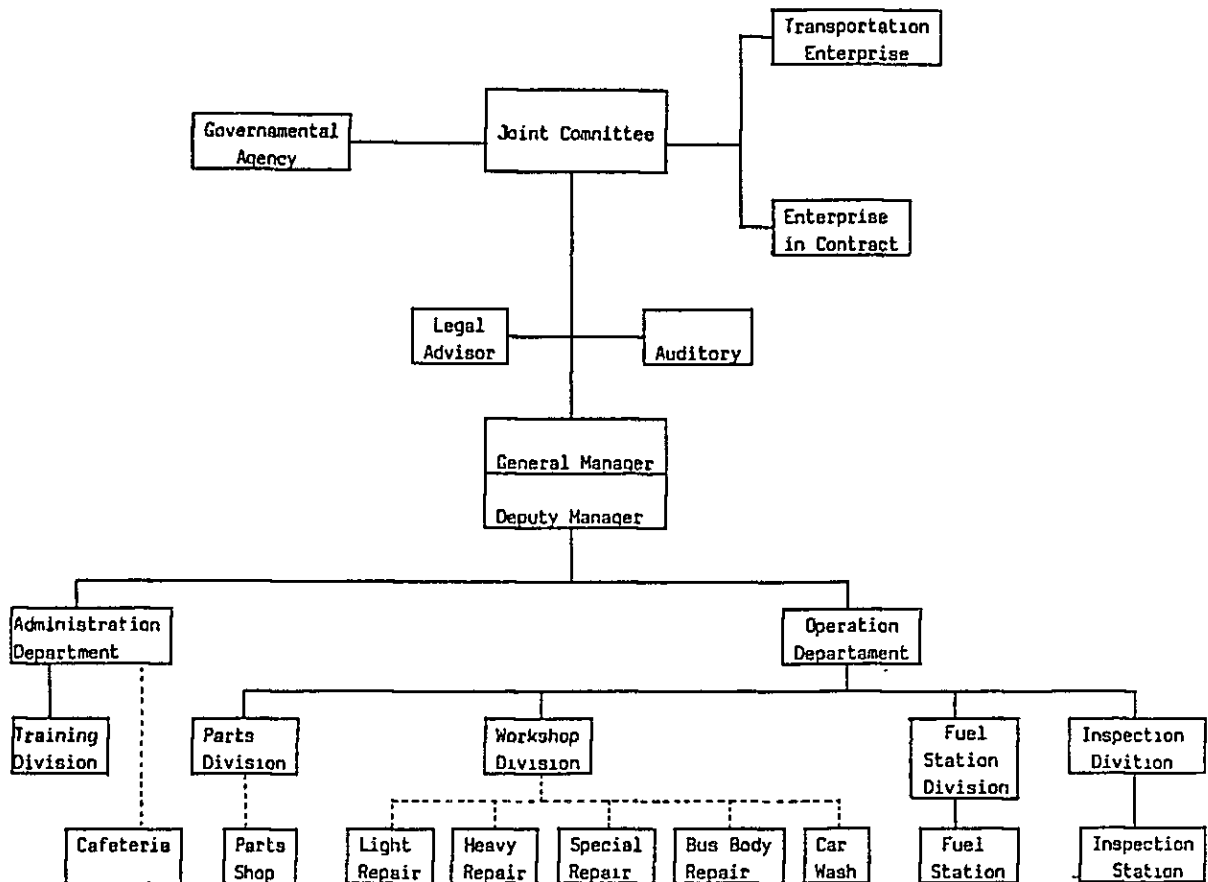 Transportation
Enterprise
Joint Committee
Governamental
Agency
Enterprise
in Contract
Legal
Advisor
Auditory
General Manager
Deputy Manager
Administration
Department
Operation
Departament
Training
Division
Parts
Division
Workshop
Division
Fuel
Station
Division
Inspection
Divition
Cafeteria
Parts
Shop
Light
Repair
Heavy
Repair
Special
Repair
Bus Body
Repair
Car
Wash
Fuel
Station
Inspection
Station